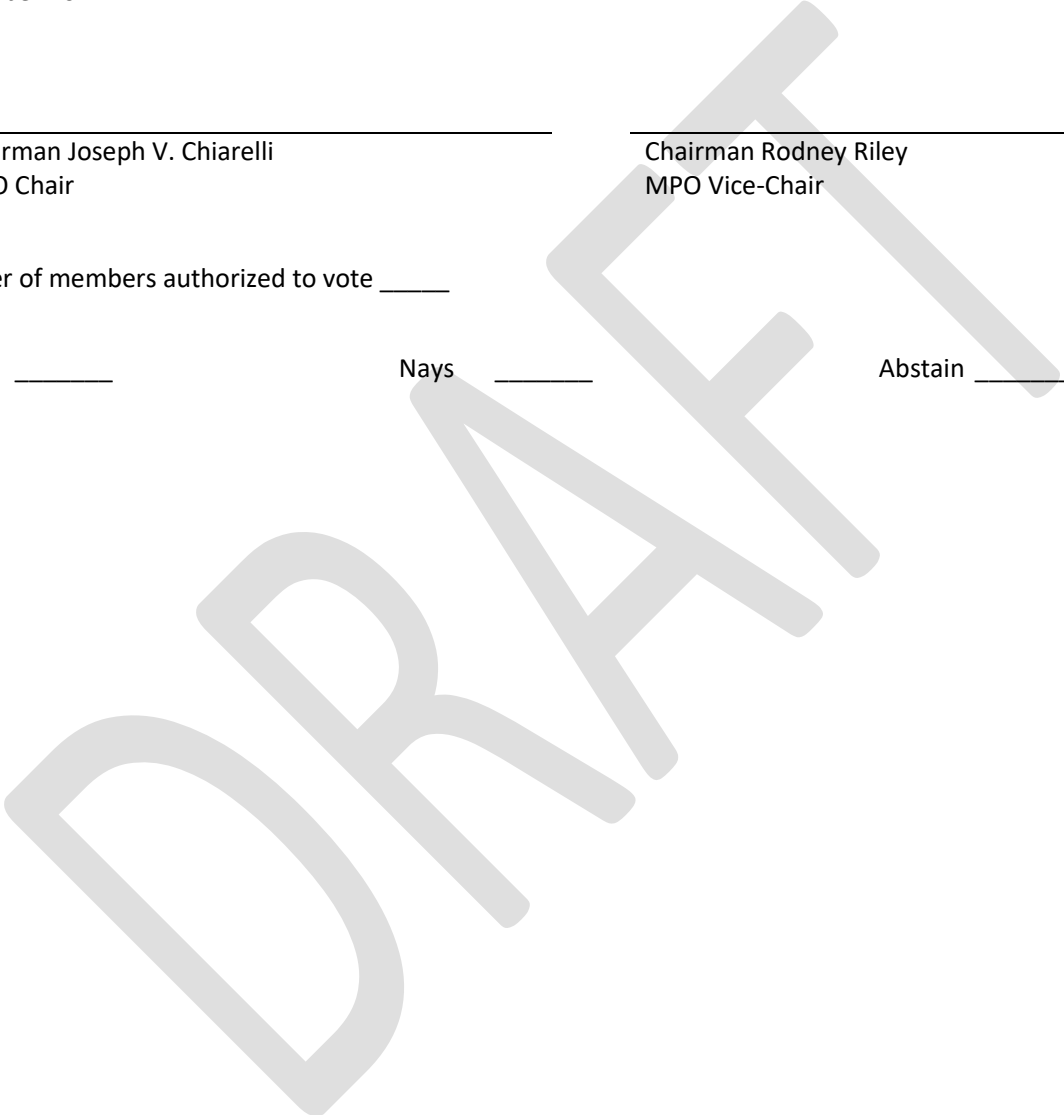 rman Joseph V. Chiarelli Chairman Rodney Riley
O Chair MPO Vice-Chair
er of members authorized to vote _____
_______ Nays _______ Abstain _______
DRAFT